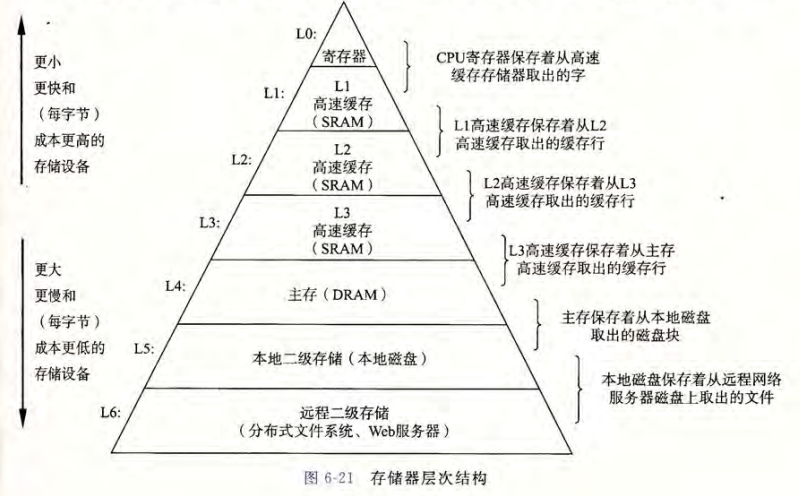 更小
更快和
（每字节）
成本更高的
存储设备
更大
更慢和
（每字节）
成本更低的
存储设备
L0:
寄存器
CPU寄存器保存着从高速
缓存存储器取出的字
L1:
L1
高速缓存
（SRAM）
L1高速缓存保存着从L2
高速缓存取出的缓存行
L2:
L2
高速缓存
（SRAM）
L2高速缓存保存着从L3
高速缓存取出的缓存行
L3:
L3
高速缓存
（SRAM）
L3高速缓存保存着从主存
高速缓存取出的缓存行
L4:
主存（DRAM）
主存保存着从本地磁盘
取出的磁盘块
L5:
本地二级存储（本地磁盘）
本地磁盘保存着从远程网络
服务器磁盘上取出的文件
L6:
远程二级存储
（分布式文件系统、Web服务器）
图 6-21 存储器层次结构